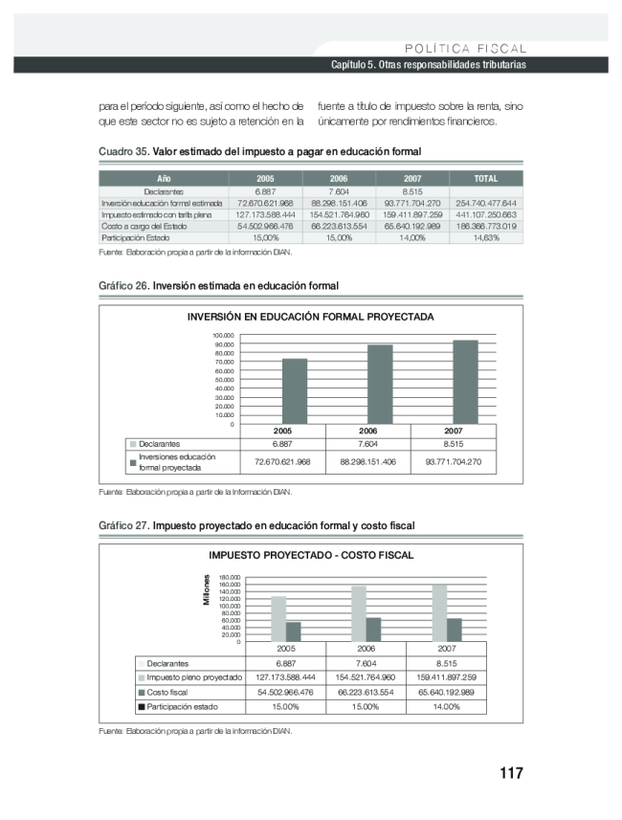 POLÍTICA FISCAL
Capítulo 5. Otras responsabilidades tributarias
para el período siguiente, así como el hecho de
que este sector no es sujeto a retención en la
fuente a título de impuesto sobre la renta, sino
únicamente por rendimientos financieros.
Cuadro 35. Valor estimado del impuesto a pagar en educación formal
Año 2005 2006 2007 TOTAL
Declarantes 6.887 7.604 8.515
Inversión educación formal estimada 72.670.621.968 88.298.151.406 93.771.704.270 254.740.477.644
Impuesto estimado con tarifa plena 127.173.588.444 154.521.764.960 159.411.897.259 441.107.250.663
Costo a cargo del Estado 54.502.966.476 66.223.613.554 65.640.192.989 186.366.773.019
Participación Estado 15,00% 15,00% 14,00% 14,63%
Fuente: Elaboración propia a partir de la información DIAN.
Gráfico 26. Inversión estimada en educación formal
INVERSIÓN EN EDUCACIÓN FORMAL PROYECTADA
100.000
90.000
80.000
70.000
60.000
50.000
40.000
30.000
20.000
10.000
0
2005 2006 2007
Declarantes 6.887 7.604 8.515
Inversiones educación
formal proyectada 72.670.621.968 88.298.151.406 93.771.704.270
Fuente: Elaboración propia a partir de la Información DIAN.
Gráfico 27. Impuesto proyectado en educación formal y costo fiscal
IMPUESTO PROYECTADO - COSTO FISCAL
Millones
180.000
160.000
140.000
120.000
100.000
80.000
60.000
40.000
20.000
0
2005 2006 2007
Declarantes 6.887 7.604 8.515
Impuesto pleno proyectado 127.173.588.444 154.521.764.960 159.411.897.259
Costo fiscal 54.502.966.476 66.223.613.554 65.640.192.989
Participación estado 15.00% 15.00% 14.00%
Fuente: Elaboración propia a partir de la información DIAN.
117